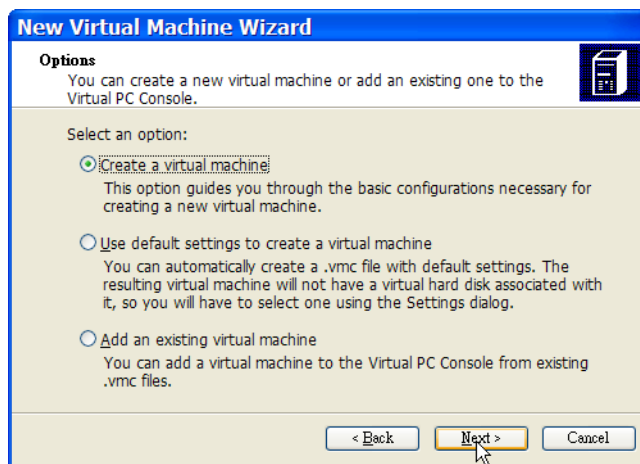 New Virtual Machine Wizard
Options
You can create a new virtual machine or add an existing one to the
Virtual PC Console.
Select an option:
Create a virtual machine
This option guides you through the basic configurations necessary for
creating a new virtual machine.
Use default settings to create a virtual machine
You can automatically create a .vmc file with default settings. The
resulting virtual machine will not have a virtual hard disk associated with
it, so you will have to select one using the Settings dialog.
Add an existing virtual machine
You can add a virtual machine to the Virtual PC Console from existing
.vmc files.
< Back Next > Cancel